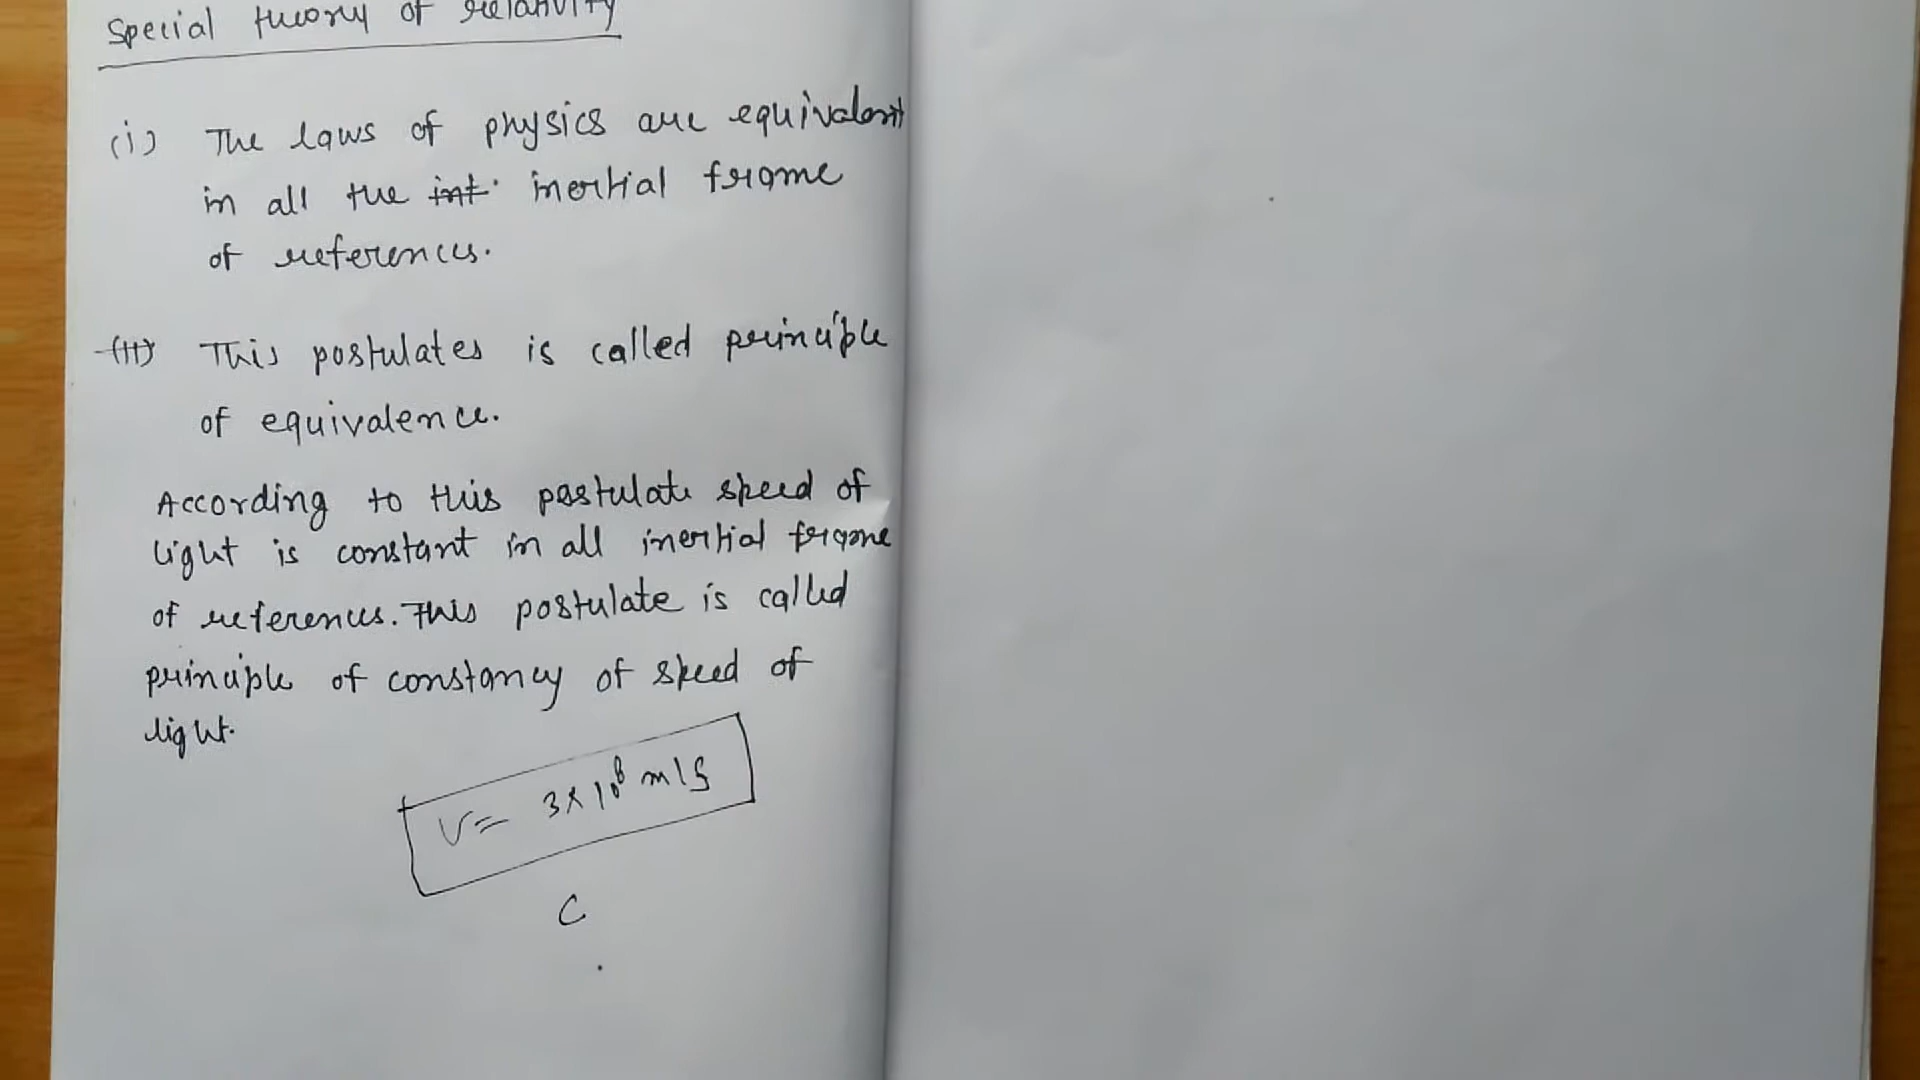 Special theory of relativity
(i) The laws of physics are equivalent
in all the int. inertial frame
of references.
(ii) This postulates is called principle
of equivalence.
According to this postulate speed of
light is constant in all inertial frame
of references. This postulate is called
principle of constancy of speed of
light.
V = 3×10⁸ m/s
C